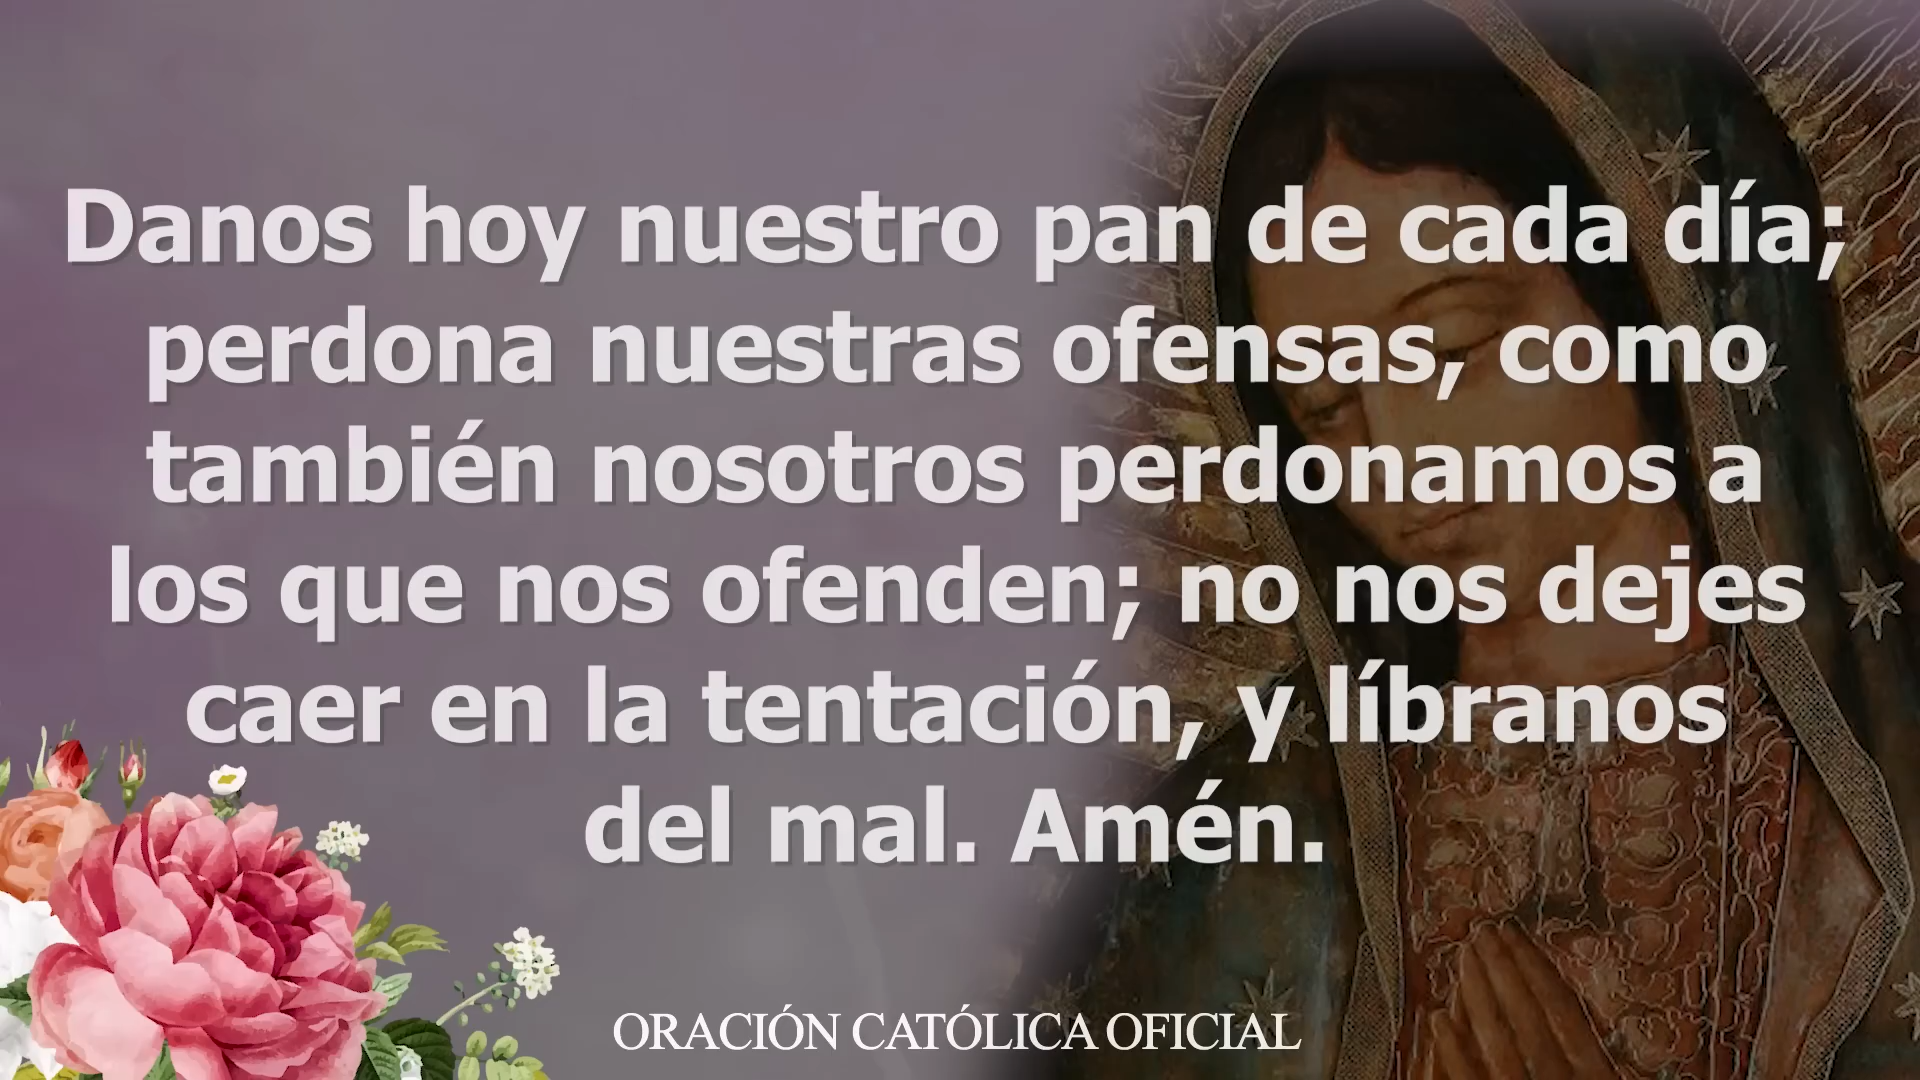 Danos hoy nuestro pan de cada día;
perdona nuestras ofensas, como
también nosotros perdonamos a
los que nos ofenden; no nos dejes
caer en la tentación, y líbranos
del mal. Amén.
ORACIÓN CATÓLICA OFICIAL